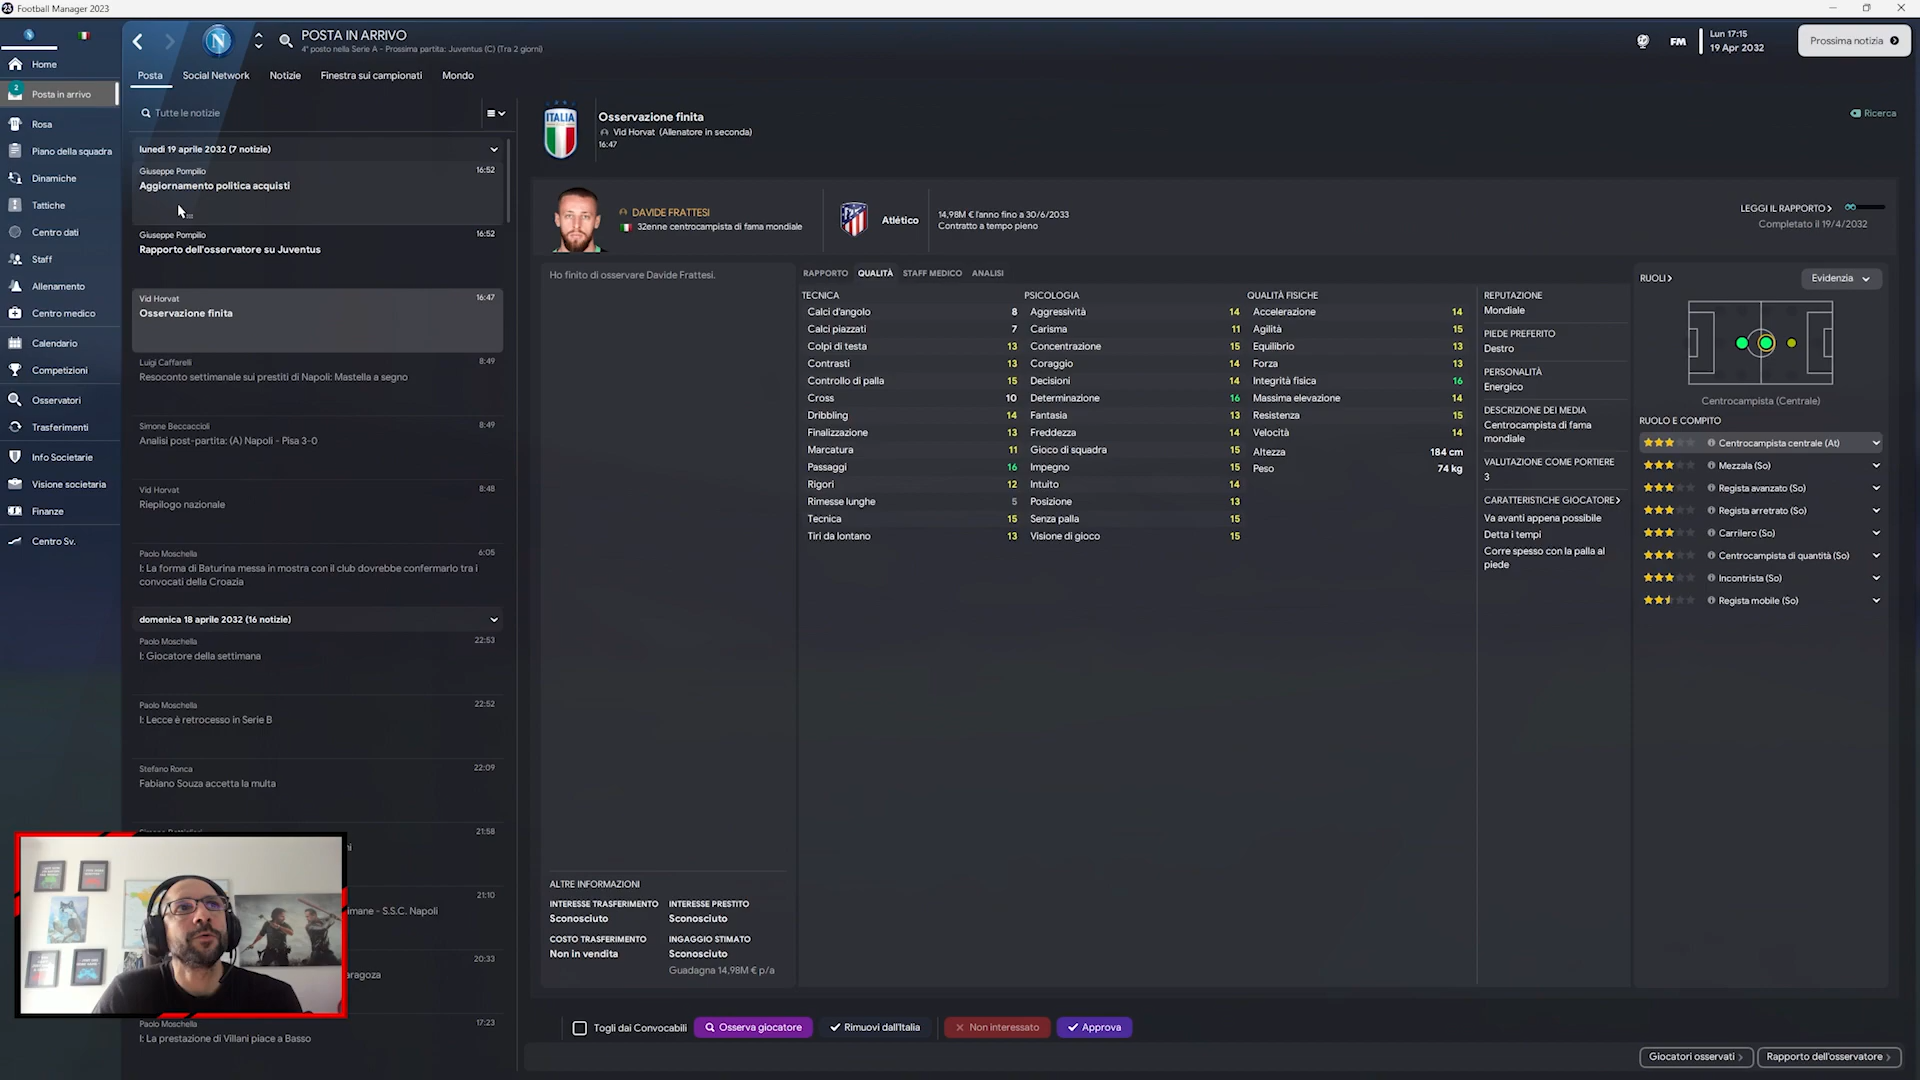 Football Manager 2023
POSTA IN ARRIVO
4° posto nella Serie A - Prossima partita: Juventus (C) (Tra 2 giorni)
FM
Lun 17:15
19 Apr 2032
Prossima notizia
Posta
Social Network
Notizie
Finestra sui campionati
Mondo
Home
2
Posta in arrivo
Rosa
Piano della squadra
Dinamiche
Tattiche
Centro dati
Staff
Allenamento
Centro medico
Calendario
Competizioni
Osservatori
Trasferimenti
Info Societarie
Visione societaria
Finanze
Centro Sv.
Tutte le notizie
lunedì 19 aprile 2032 (7 notizie)
Giuseppe Pompilio 16:52
Aggiornamento politica acquisti
Giuseppe Pompilio 16:52
Rapporto dell'osservatore su Juventus
Vid Horvat 16:47
Osservazione finita
Luigi Caffarelli 8:49
Resoconto settimanale sui prestiti di Napoli: Mastella a segno
Simone Beccaccioli 8:49
Analisi post-partita: (A) Napoli - Pisa 3-0
Vid Horvat 8:48
Riepilogo nazionale
Paolo Moschella 6:05
I: La forma di Baturina messa in mostra con il club dovrebbe confermarlo tra i
convocati della Croazia
domenica 18 aprile 2032 (16 notizie)
Paolo Moschella 22:53
I: Giocatore della settimana
Paolo Moschella 22:52
I: Lecce è retrocesso in Serie B
Stefano Ronca 22:09
Fabiano Souza accetta la multa
21:58
21:10
imane - S.S.C. Napoli
20:33
aragoza
Paolo Moschella 17:23
I: La prestazione di Villani piace a Basso
ITALIA
Osservazione finita
Vid Horvat (Allenatore in seconda)
16:47
Ricerca
DAVIDE FRATTESI
32enne centrocampista di fama mondiale
Atlético
14,98M € l'anno fino a 30/6/2033
Contratto a tempo pieno
LEGGI IL RAPPORTO
Completato il 19/4/2032
Ho finito di osservare Davide Frattesi.
RAPPORTO
QUALITÀ
STAFF MEDICO
ANALISI
TECNICA
Calci d'angolo 8
Calci piazzati 7
Colpi di testa 13
Contrasti 13
Controllo di palla 15
Cross 10
Dribbling 14
Finalizzazione 13
Marcatura 11
Passaggi 16
Rigori 12
Rimesse lunghe 5
Tecnica 15
Tiri da lontano 13
PSICOLOGIA
Aggressività 14
Carisma 11
Concentrazione 15
Coraggio 14
Decisioni 14
Determinazione 16
Fantasia 13
Freddezza 14
Gioco di squadra 15
Impegno 15
Intuito 14
Posizione 13
Senza palla 15
Visione di gioco 15
QUALITÀ FISICHE
Accelerazione 14
Agilità 15
Equilibrio 13
Forza 13
Integrità fisica 16
Massima elevazione 14
Resistenza 15
Velocità 14
Altezza 184 cm
Peso 74 kg
REPUTAZIONE
Mondiale
PIEDE PREFERITO
Destro
PERSONALITÀ
Energico
DESCRIZIONE DEI MEDIA
Centrocampista di fama
mondiale
VALUTAZIONE COME PORTIERE
3
CARATTERISTICHE GIOCATORE
Va avanti appena possibile
Detta i tempi
Corre spesso con la palla al
piede
RUOLI
Evidenzia
Centrocampista (Centrale)
RUOLO E COMPITO
Centrocampista centrale (At)
Mezzala (So)
Regista avanzato (So)
Regista arretrato (So)
Carrilero (So)
Centrocampista di quantità (So)
Incontrista (So)
Regista mobile (So)
ALTRE INFORMAZIONI
INTERESSE TRASFERIMENTO
Sconosciuto
INTERESSE PRESTITO
Sconosciuto
COSTO TRASFERIMENTO
Non in vendita
INGAGGIO STIMATO
Sconosciuto
Guadagna 14,98M € p/a
Togli dai Convocabili
Osserva giocatore
Rimuovi dall'Italia
Non interessato
Approva
Giocatori osservati
Rapporto dell'osservatore